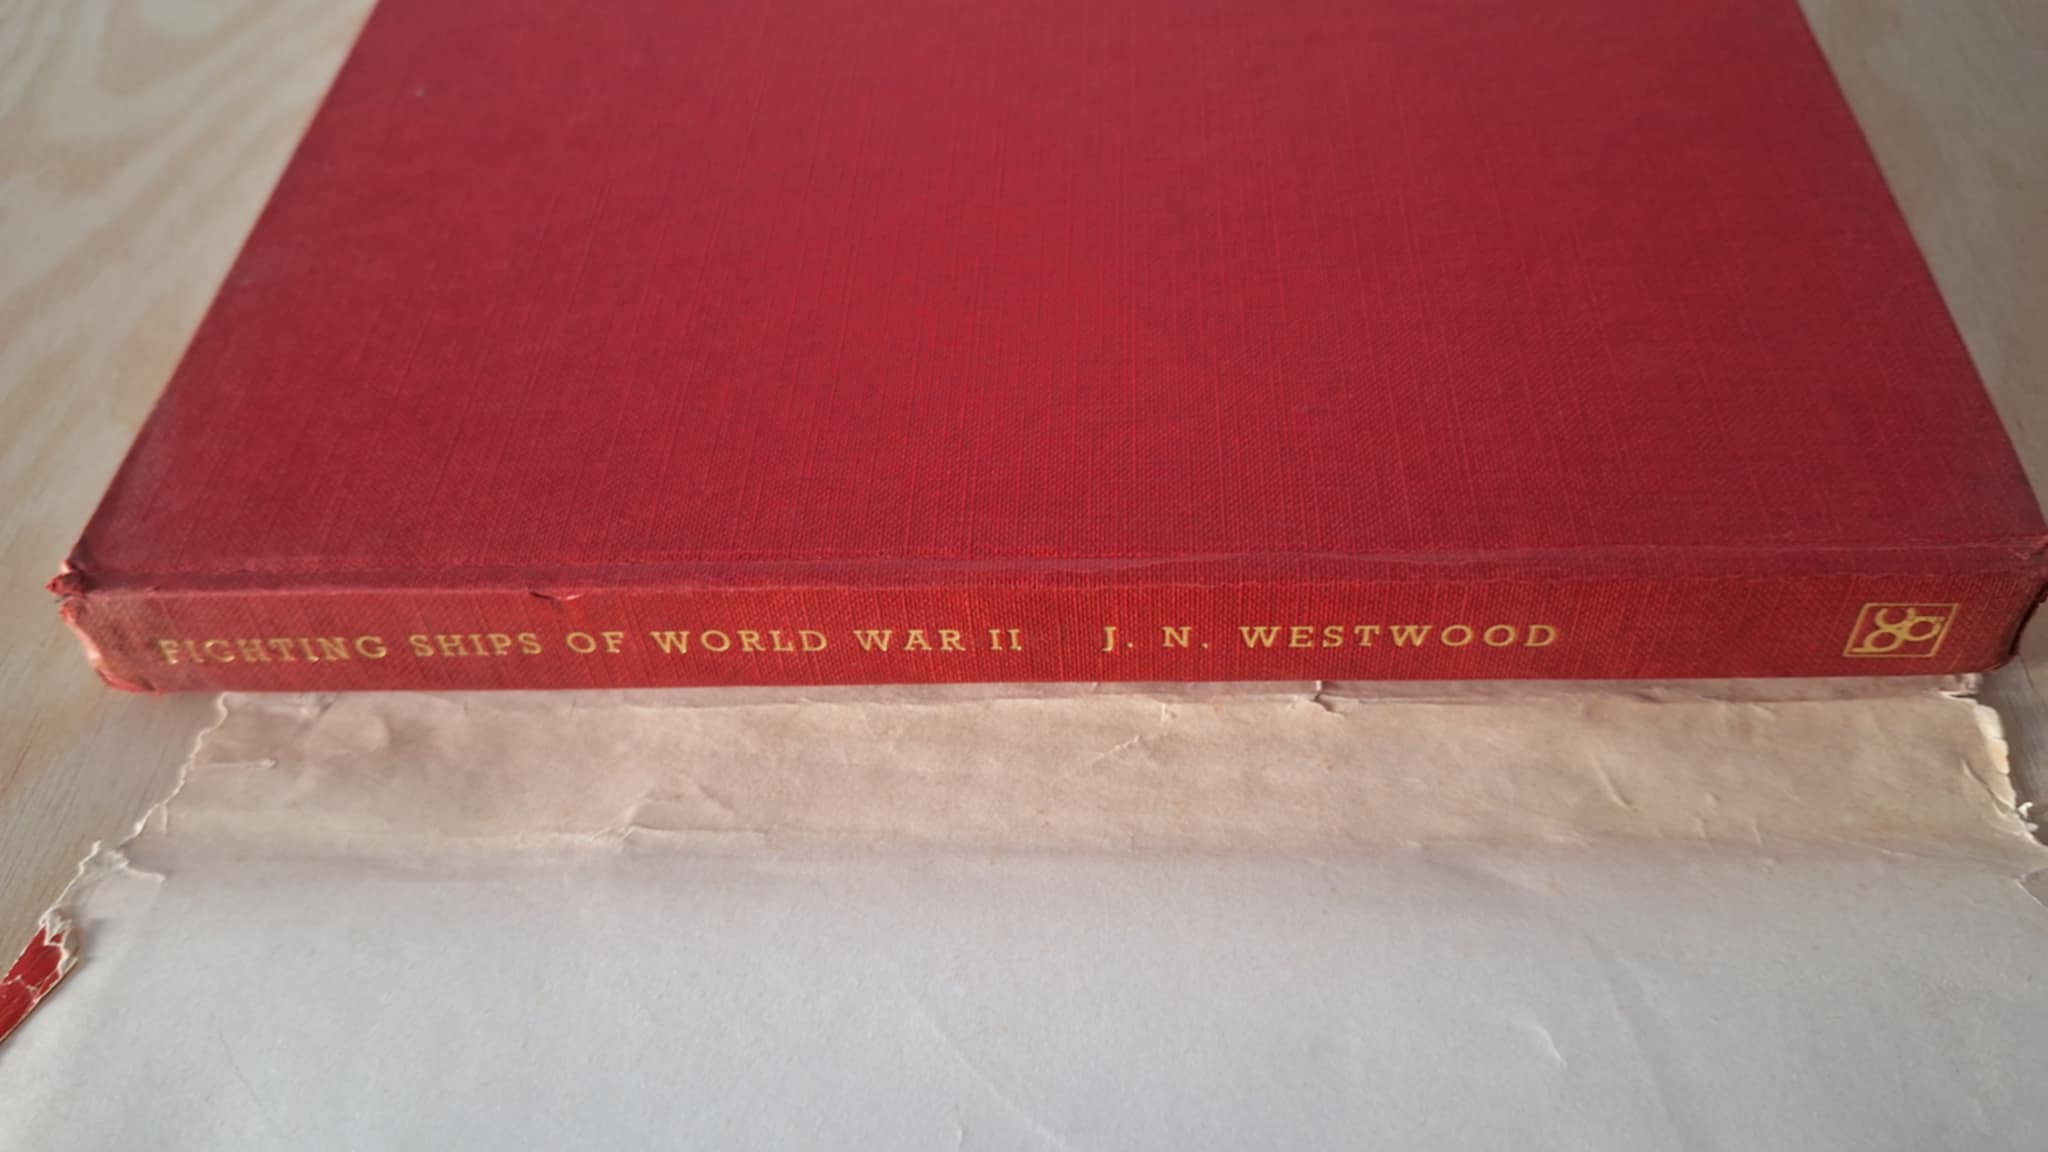 FIGHTING SHIPS OF WORLD WAR II J. N. WESTWOOD